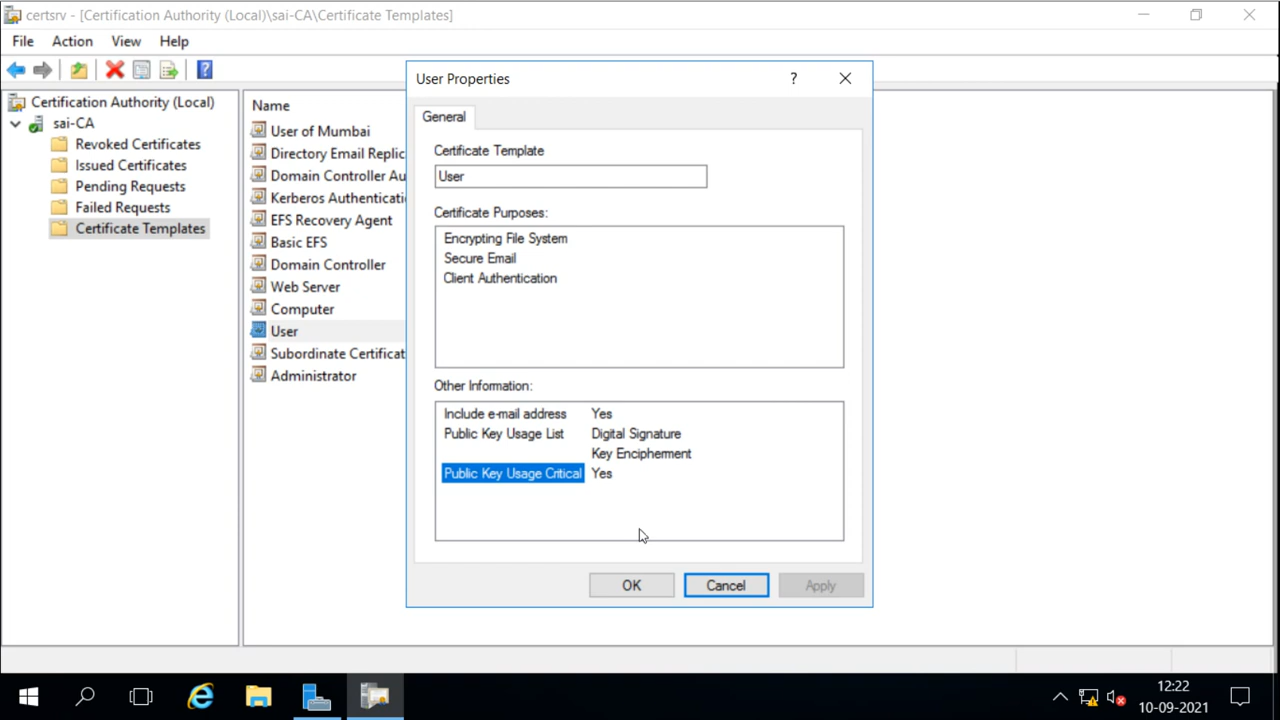 certsrv - [Certification Authority (Local)\sai-CA\Certificate Templates]
File Action View Help
Certification Authority (Local)
sai-CA
Revoked Certificates
Issued Certificates
Pending Requests
Failed Requests
Certificate Templates
Name
User of Mumbai
Directory Email Replic
Domain Controller Au
Kerberos Authenticati
EFS Recovery Agent
Basic EFS
Domain Controller
Web Server
Computer
User
Subordinate Certificat
Administrator
User Properties
?
General
Certificate Template
User
Certificate Purposes:
Encrypting File System
Secure Email
Client Authentication
Other Information:
Include e-mail address Yes
Public Key Usage List Digital Signature
Key Encipherment
Public Key Usage Critical Yes
OK Cancel Apply
12:22
10-09-2021